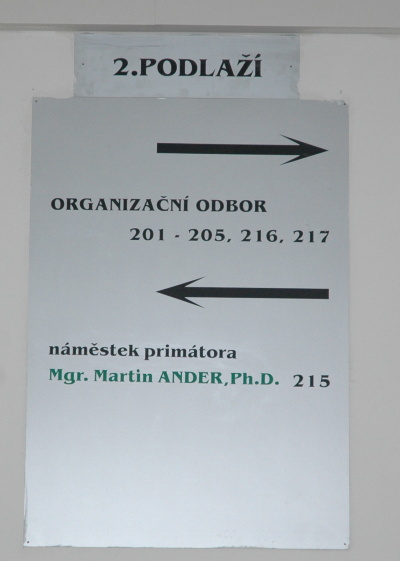 2.PODLAŽÍ
ORGANIZAČNÍ ODBOR
201 - 205, 216, 217
náměstek primátora
Mgr. Martin ANDER,Ph.D. 215